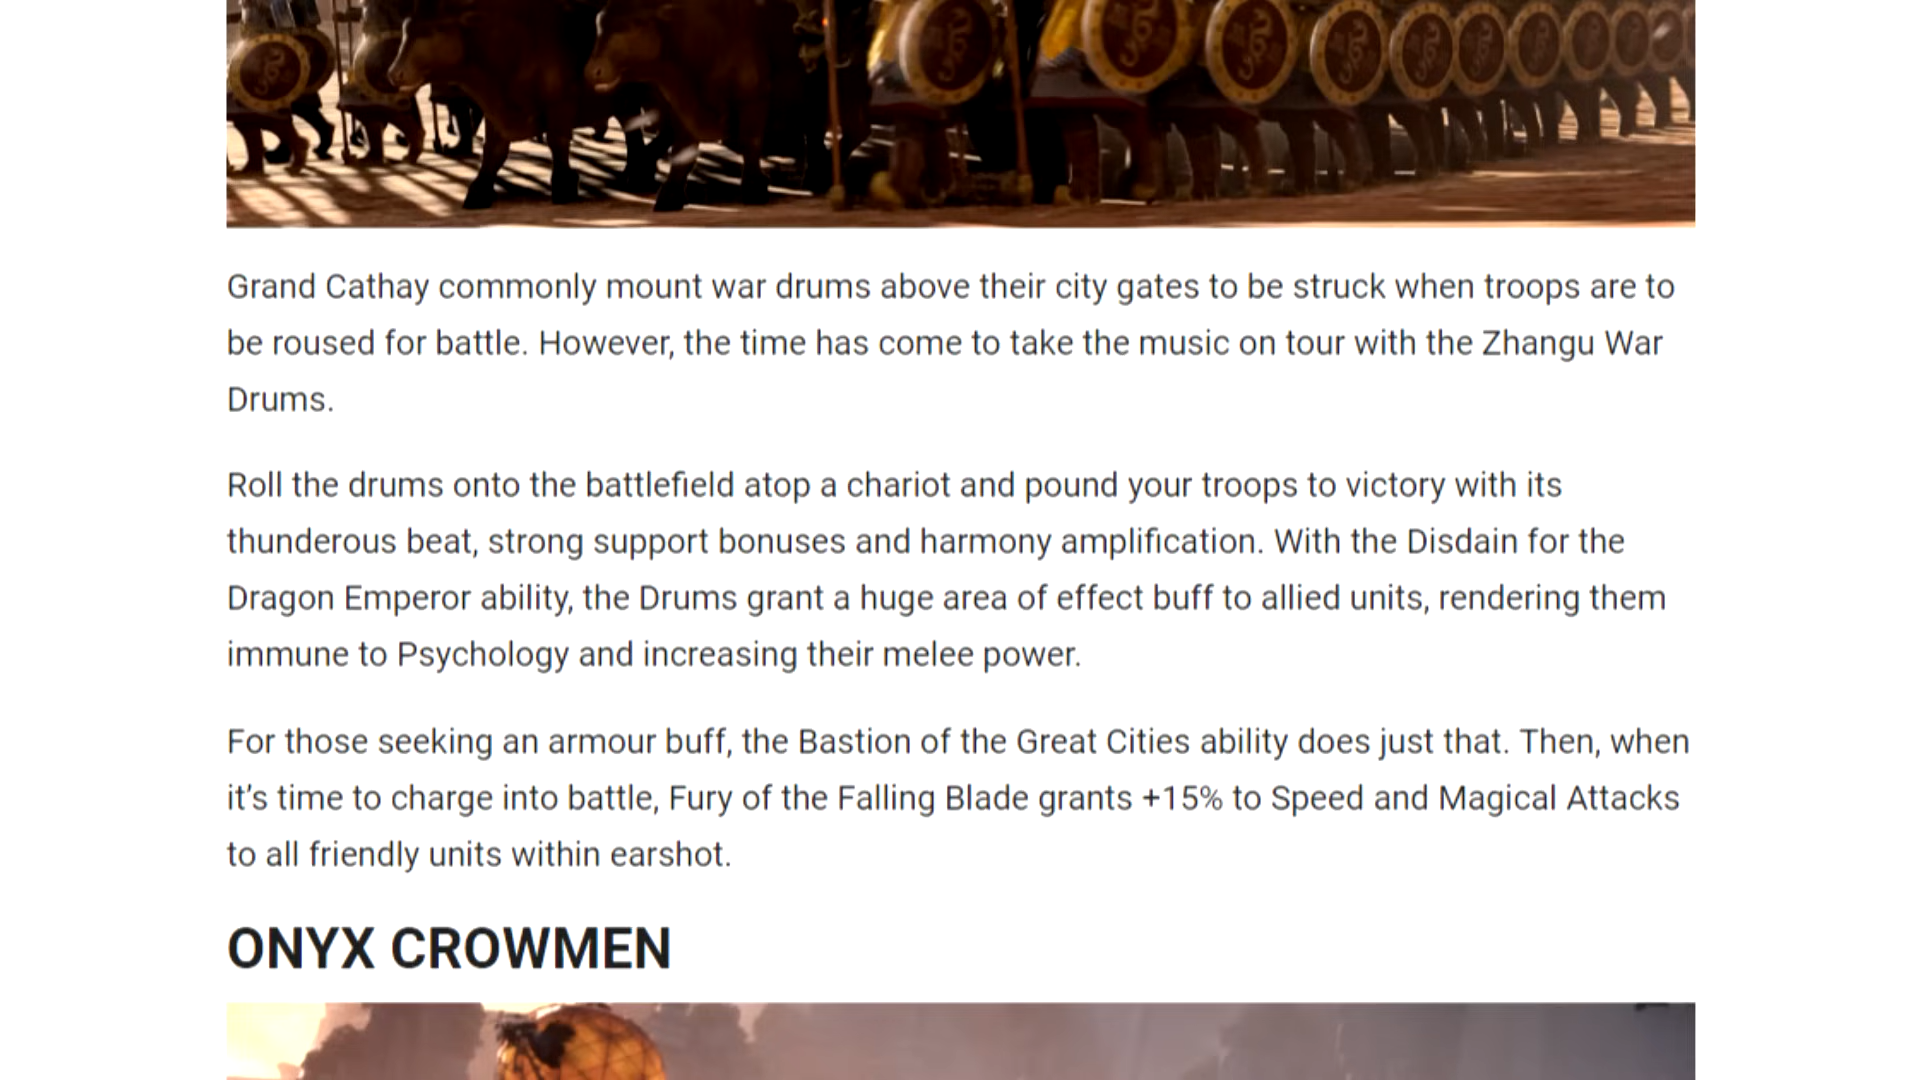 Grand Cathay commonly mount war drums above their city gates to be struck when troops are to
be roused for battle. However, the time has come to take the music on tour with the Zhangu War
Drums.
Roll the drums onto the battlefield atop a chariot and pound your troops to victory with its
thunderous beat, strong support bonuses and harmony amplification. With the Disdain for the
Dragon Emperor ability, the Drums grant a huge area of effect buff to allied units, rendering them
immune to Psychology and increasing their melee power.
For those seeking an armour buff, the Bastion of the Great Cities ability does just that. Then, when
it’s time to charge into battle, Fury of the Falling Blade grants +15% to Speed and Magical Attacks
to all friendly units within earshot.
ONYX CROWMEN